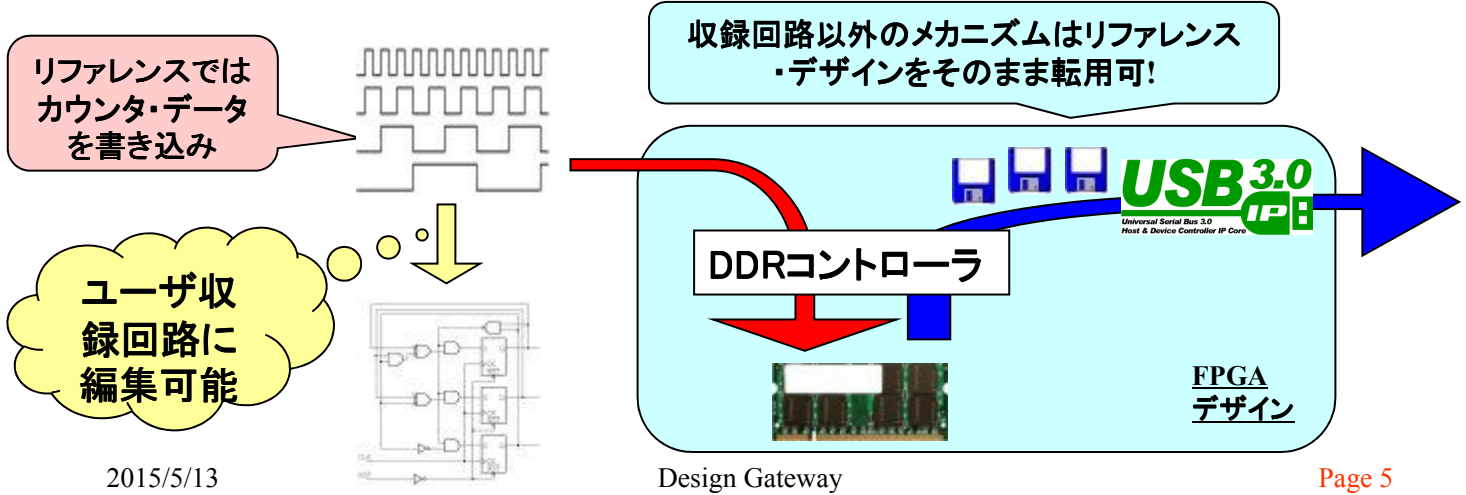 リファレンスでは
カウンタ・データ
を書き込み
収録回路以外のメカニズムはリファレンス
・デザインをそのまま転用可!
USB 3.0
IP
Universal Serial Bus 3.0
Host & Device Controller IP Core
DDRコントローラ
ユーザ収
録回路に
編集可能
FPGA
デザイン
2015/5/13
Design Gateway
Page 5